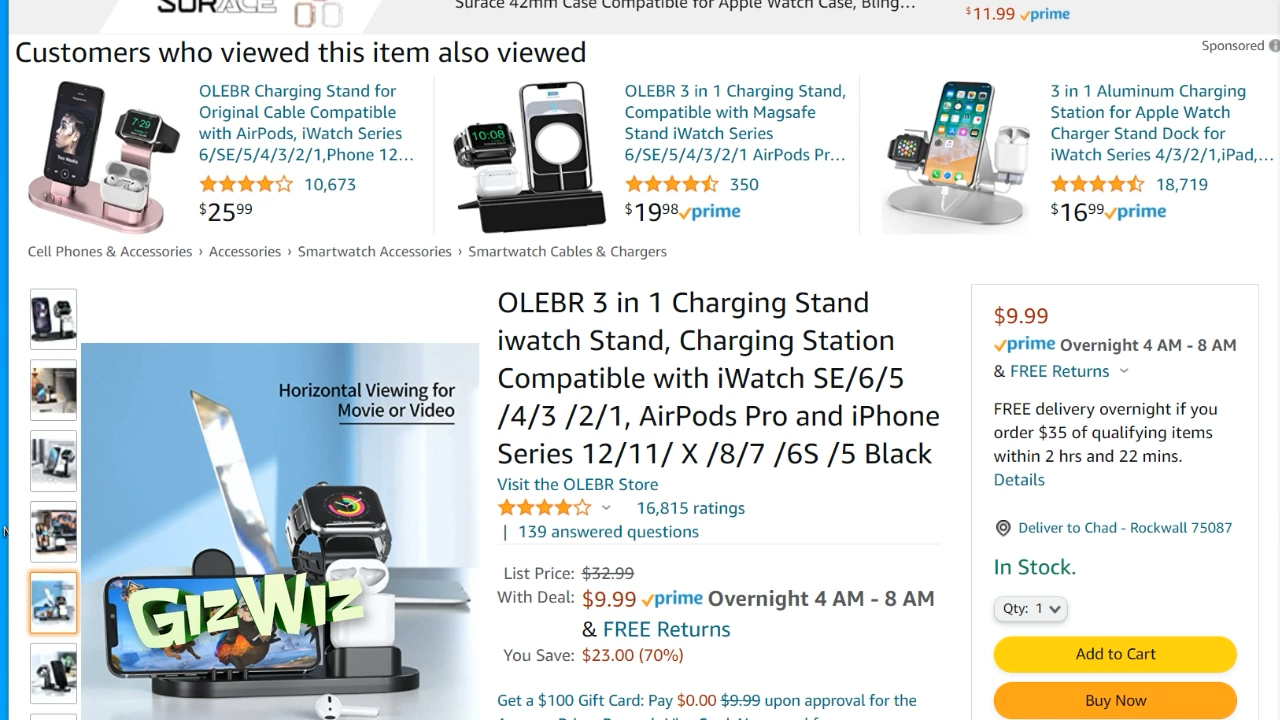 SURACE
Surace 42mm Case Compatible for Apple Watch Case, Bling...
$11.99 prime
Customers who viewed this item also viewed
Sponsored
OLEBR Charging Stand for
Original Cable Compatible
with AirPods, iWatch Series
6/SE/5/4/3/2/1,Phone 12...
10,673
$25.99
OLEBR 3 in 1 Charging Stand,
Compatible with Magsafe
Stand iWatch Series
6/SE/5/4/3/2/1 AirPods Pr...
350
$19.98 prime
3 in 1 Aluminum Charging
Station for Apple Watch
Charger Stand Dock for
iWatch Series 4/3/2/1,iPad,...
18,719
$16.99 prime
7:29
10:08
Cell Phones & Accessories › Accessories › Smartwatch Accessories › Smartwatch Cables & Chargers
Horizontal Viewing for
Movie or Video
GizWiz
OLEBR 3 in 1 Charging Stand
iwatch Stand, Charging Station
Compatible with iWatch SE/6/5
/4/3 /2/1, AirPods Pro and iPhone
Series 12/11/ X /8/7 /6S /5 Black
Visit the OLEBR Store
16,815 ratings
| 139 answered questions
List Price: $32.99
With Deal: $9.99 prime Overnight 4 AM - 8 AM
& FREE Returns
You Save: $23.00 (70%)
Get a $100 Gift Card: Pay $0.00 $9.99 upon approval for the
$9.99
prime Overnight 4 AM - 8 AM
& FREE Returns
FREE delivery overnight if you
order $35 of qualifying items
within 2 hrs and 22 mins.
Details
Deliver to Chad - Rockwall 75087
In Stock.
Qty: 1
Add to Cart
Buy Now